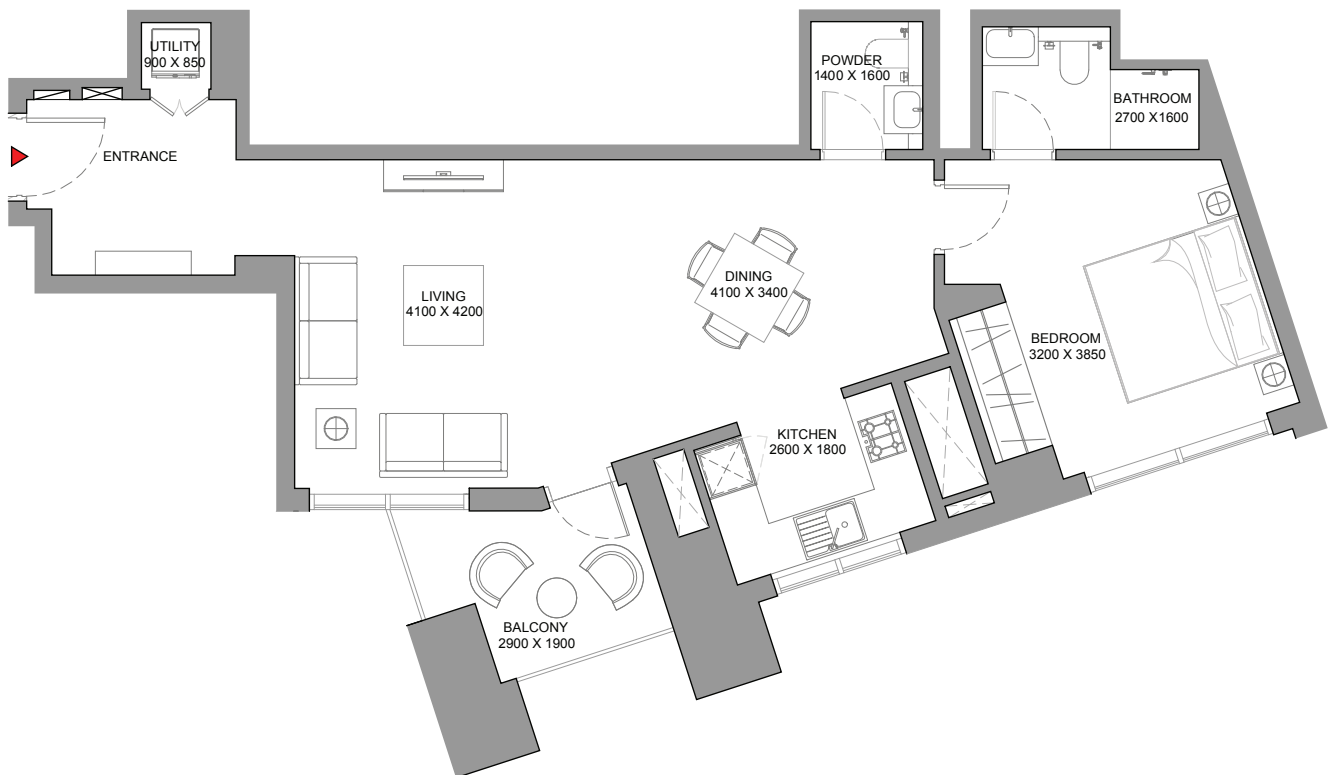 UTILITY
900 X 850
POWDER
1400 X 1600
BATHROOM
2700 X1600
ENTRANCE
LIVING
4100 X 4200
DINING
4100 X 3400
BEDROOM
3200 X 3850
KITCHEN
2600 X 1800
BALCONY
2900 X 1900